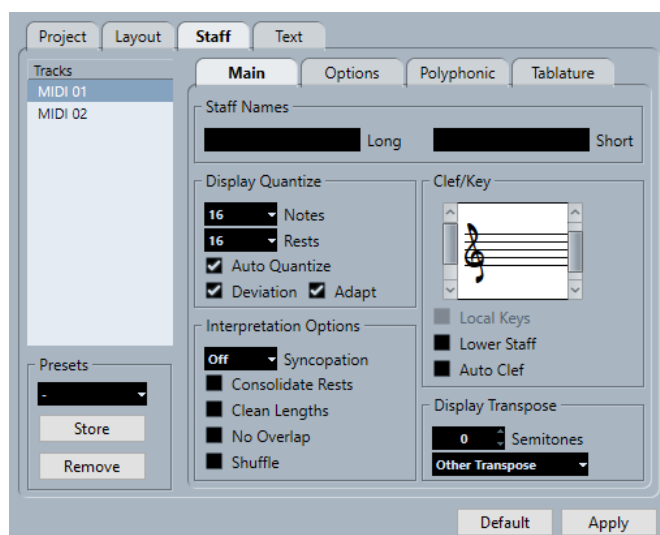 Project Layout Staff Text
Tracks
MIDI 01
MIDI 02
Presets
-
Store
Remove
Main Options Polyphonic Tablature
Staff Names
Long Short
Display Quantize
16 Notes
16 Rests
Auto Quantize
Deviation Adapt
Interpretation Options
Off Syncopation
Consolidate Rests
Clean Lengths
No Overlap
Shuffle
Clef/Key
Local Keys
Lower Staff
Auto Clef
Display Transpose
0 Semitones
Other Transpose
Default Apply